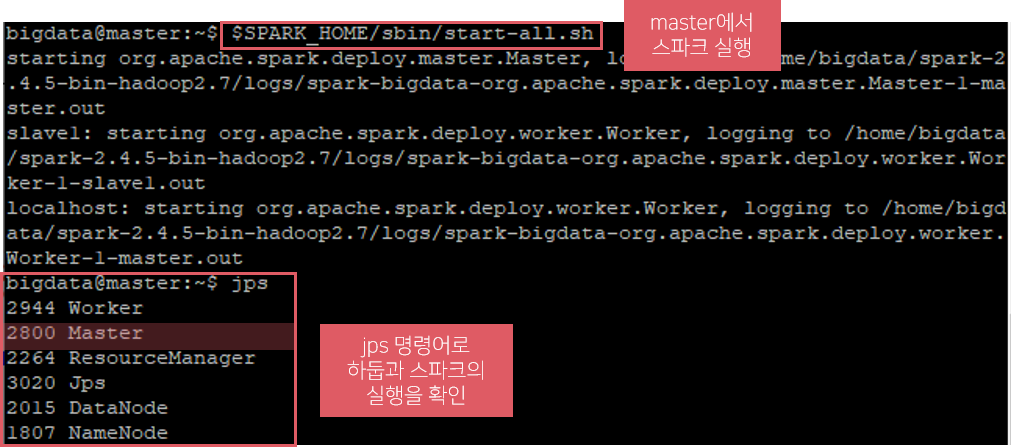 bigdata@master:~$ $SPARK_HOME/sbin/start-all.sh
master에서
스파크 실행
starting org.apache.spark.deploy.master.Master, lo me/bigdata/spark-2
.4.5-bin-hadoop2.7/logs/spark-bigdata-org.apache.spark.deploy.master.Master-1-ma
ster.out
slave1: starting org.apache.spark.deploy.worker.Worker, logging to /home/bigdata
/spark-2.4.5-bin-hadoop2.7/logs/spark-bigdata-org.apache.spark.deploy.worker.Wor
ker-1-slave1.out
localhost: starting org.apache.spark.deploy.worker.Worker, logging to /home/bigd
ata/spark-2.4.5-bin-hadoop2.7/logs/spark-bigdata-org.apache.spark.deploy.worker.
Worker-1-master.out
bigdata@master:~$ jps
2944 Worker
2800 Master
2264 ResourceManager
3020 Jps
2015 DataNode
1807 NameNode
jps 명령어로
하둡과 스파크의
실행을 확인